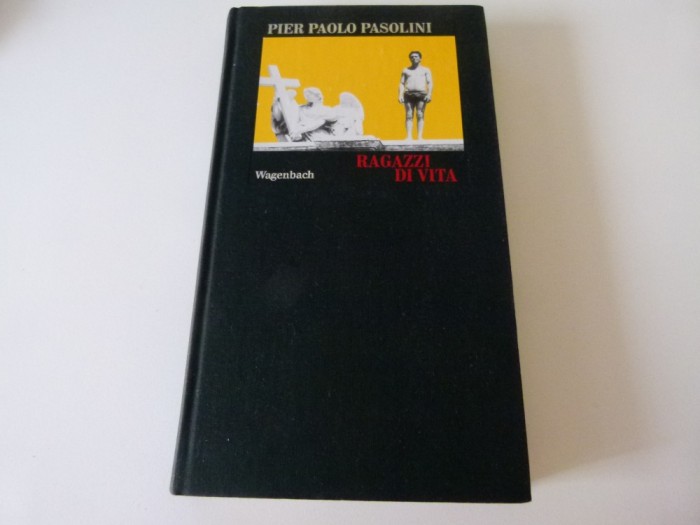 PIER PAOLO PASOLINI
RAGAZZI
DI VITA
Wagenbach